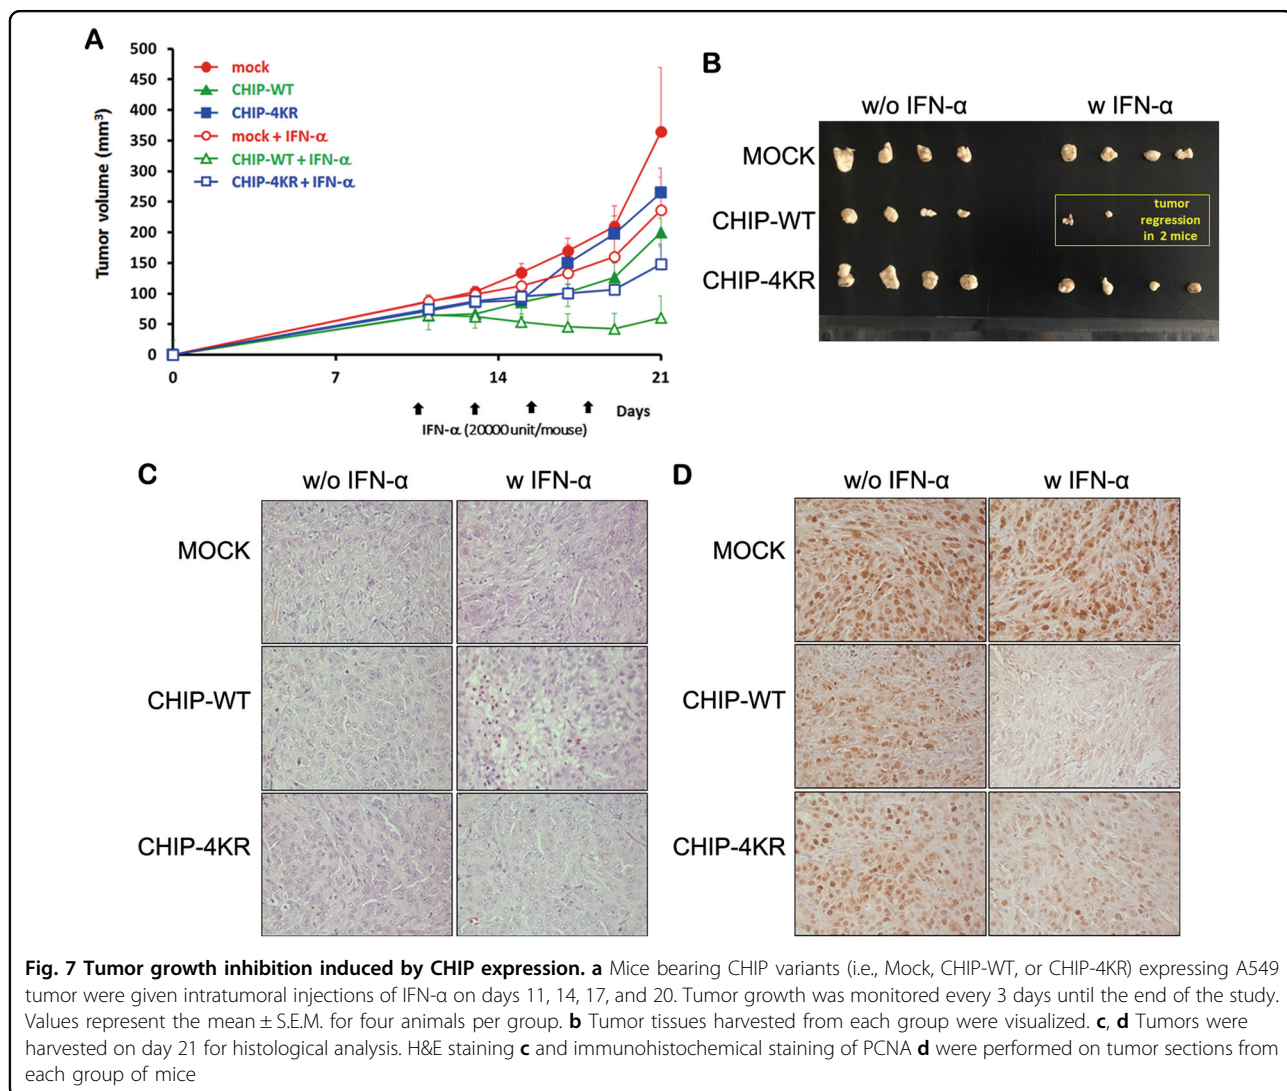 A
500
450
400
350
300
250
200
150
100
50
0
Tumor volume (mm³)
mock
CHIP-WT
CHIP-4KR
mock + IFN-α
CHIP-WT + IFN-α
CHIP-4KR + IFN-α
0 7 14 21
Days
IFN-α (20000 unit/mouse)
B
w/o IFN-α w IFN-α
MOCK
CHIP-WT
CHIP-4KR
tumor
regression
in 2 mice
C
w/o IFN-α w IFN-α
MOCK
CHIP-WT
CHIP-4KR
D
w/o IFN-α w IFN-α
MOCK
CHIP-WT
CHIP-4KR
Fig. 7 Tumor growth inhibition induced by CHIP expression. a Mice bearing CHIP variants (i.e., Mock, CHIP-WT, or CHIP-4KR) expressing A549
tumor were given intratumoral injections of IFN-α on days 11, 14, 17, and 20. Tumor growth was monitored every 3 days until the end of the study.
Values represent the mean ± S.E.M. for four animals per group. b Tumor tissues harvested from each group were visualized. c, d Tumors were
harvested on day 21 for histological analysis. H&E staining c and immunohistochemical staining of PCNA d were performed on tumor sections from
each group of mice